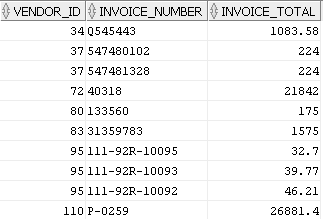 VENDOR_ID INVOICE_NUMBER INVOICE_TOTAL
34 Q545443 1083.58
37 547480102 224
37 547481328 224
72 40318 21842
80 133560 175
83 31359783 1575
95 111-92R-10095 32.7
95 111-92R-10093 39.77
95 111-92R-10092 46.21
110 P-0259 26881.4